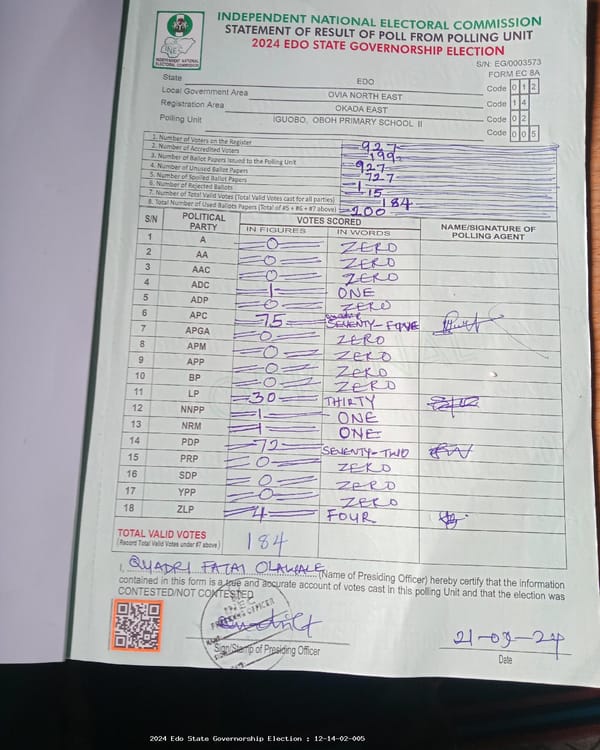 INDEPENDENT NATIONAL ELECTORAL COMMISSION
STATEMENT OF RESULT OF POLL FROM POLLING UNIT
2024 EDO STATE GOVERNORSHIP ELECTION
INDEPENDENT NATIONAL ELECTORAL COMMISSION
S/N: EG/0003573
FORM EC 8A
State EDO Code 0 1 2
Local Government Area OVIA NORTH EAST Code 1 4
Registration Area OKADA EAST Code 0 2
Polling Unit IGUOBO, OBOH PRIMARY SCHOOL II Code 0 0 5
1. Number of Voters on the Register 927
2. Number of Accredited Voters
3. Number of Ballot Papers Issued to the Polling Unit 927
4. Number of Unused Ballot Papers 727
5. Number of Spoiled Ballot Papers 1
6. Number of Rejected Ballots 15
7. Number of Total Valid Votes (Total Valid Votes cast for all parties) 184
8. Total Number of Used Ballots Papers (Total of #5 + #6 + #7 above) 200
S/N POLITICAL PARTY VOTES SCORED NAME/SIGNATURE OF POLLING AGENT
IN FIGURES IN WORDS
1 A 0 ZERO
2 AA 0 ZERO
3 AAC 0 ZERO
4 ADC 1 ONE
5 ADP 0 ZERO
6 APC 75 SEVENTY-FIVE
7 APGA 0 ZERO
8 APM 0 ZERO
9 APP 0 ZERO
10 BP 0 ZERO
11 LP 30 THIRTY
12 NNPP 1 ONE
13 NRM 1 ONE
14 PDP 72 SEVENTY-TWO
15 PRP 0 ZERO
16 SDP 0 ZERO
17 YPP 0 ZERO
18 ZLP 4 FOUR
TOTAL VALID VOTES 184
(Record Total Valid Votes under #7 above)
I, QUADRI FATAI OLAWALE (Name of Presiding Officer) hereby certify that the information
contained in this form is a true and accurate account of votes cast in this polling Unit and that the election was
CONTESTED/NOT CONTESTED
PRESIDING OFFICER
Sign/Stamp of Presiding Officer
21-09-24
Date
2024 Edo State Governorship Election : 12-14-02-005